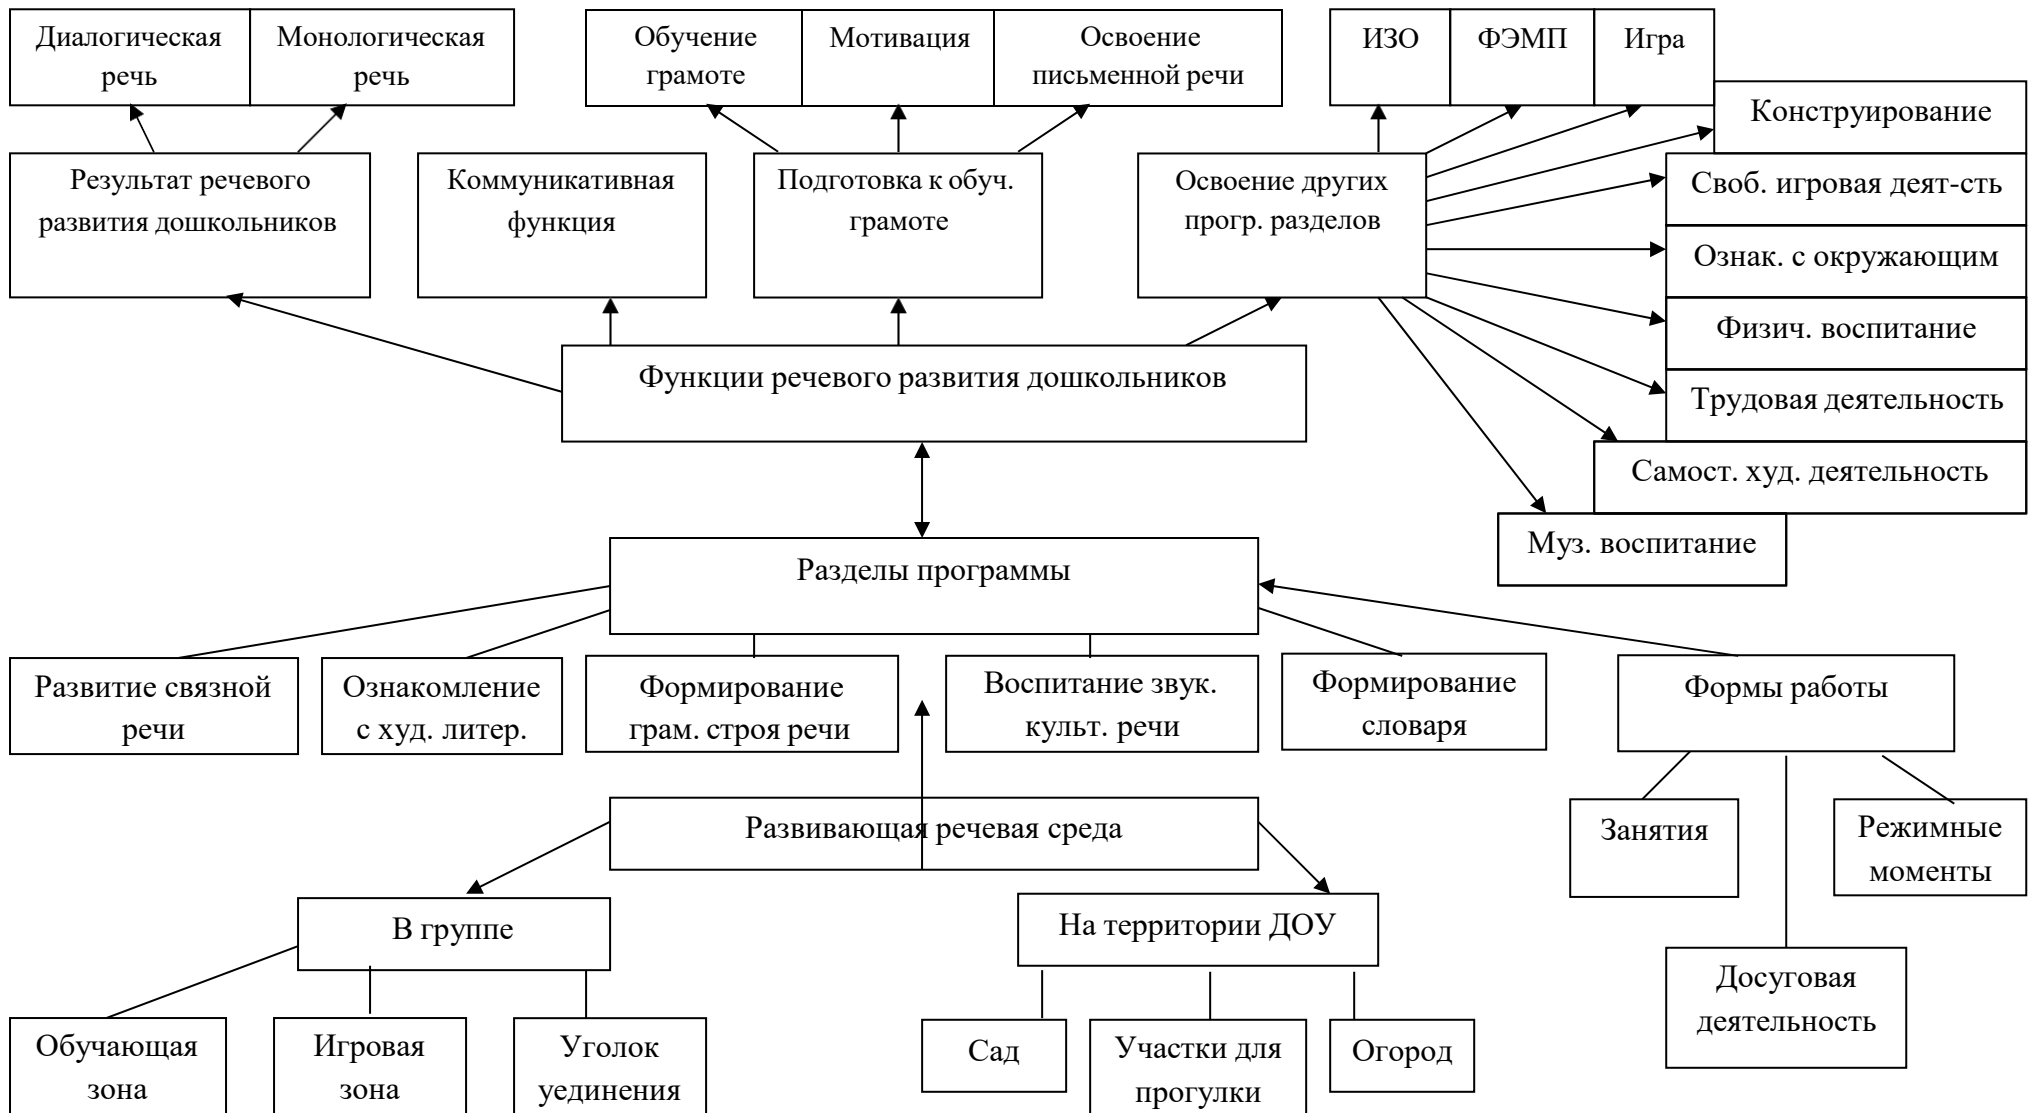 Диалогическая
речь
Монологическая
речь
Обучение
грамоте
Мотивация
Освоение
письменной речи
ИЗО
ФЭМП
Игра
Конструирование
Результат речевого
развития дошкольников
Коммуникативная
функция
Подготовка к обуч.
грамоте
Освоение других
прогр. разделов
Своб. игровая деят-сть
Ознак. с окружающим
Физич. воспитание
Трудовая деятельность
Самост. худ. деятельность
Муз. воспитание
Функции речевого развития дошкольников
Разделы программы
Развитие связной
речи
Ознакомление
с худ. литер.
Формирование
грам. строя речи
Воспитание звук.
культ. речи
Формирование
словаря
Формы работы
Развивающая речевая среда
Занятия
Режимные
моменты
В группе
На территории ДОУ
Досуговая
деятельность
Обучающая
зона
Игровая
зона
Уголок
уединения
Сад
Участки для
прогулки
Огород